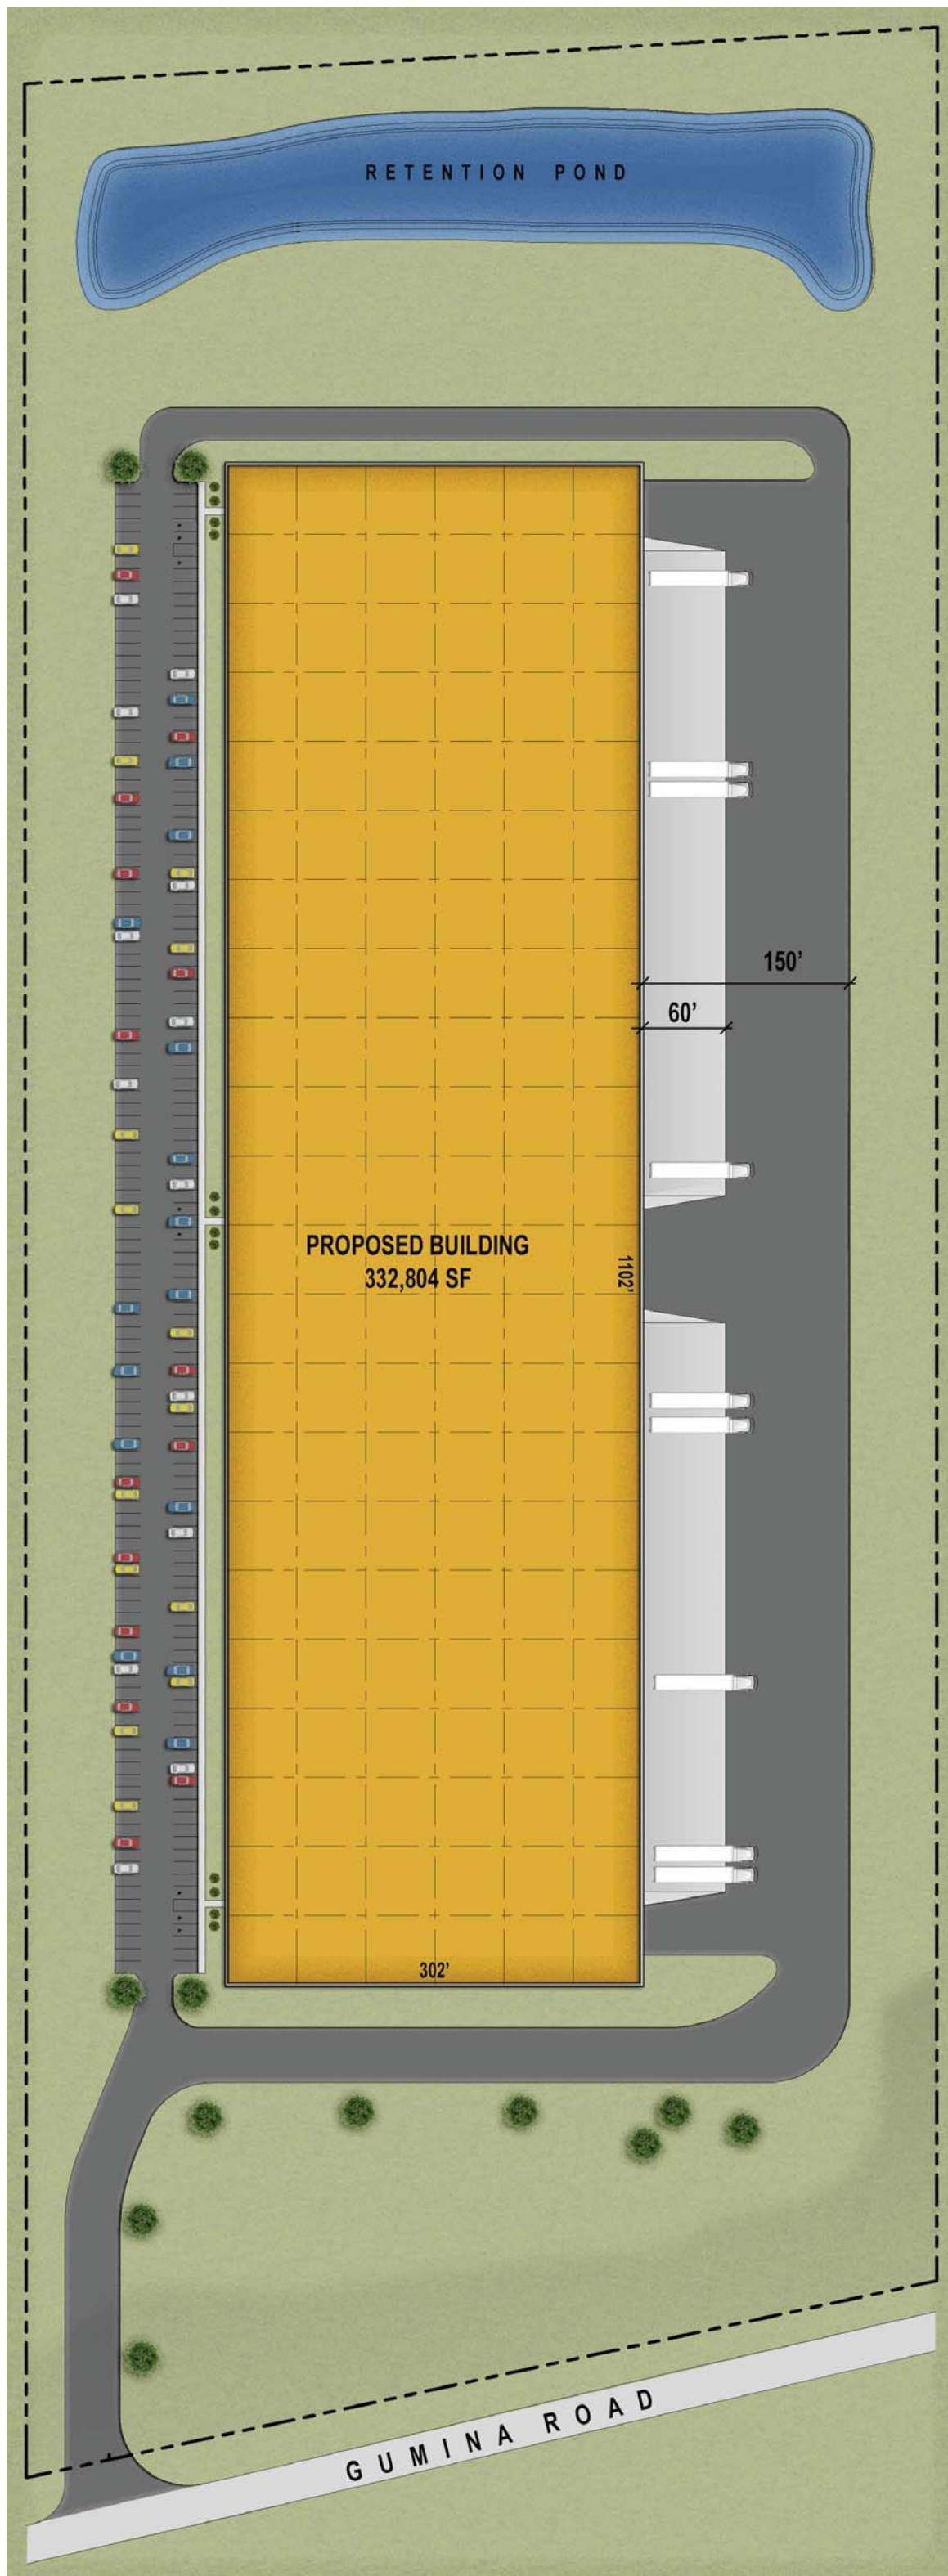 RETENTION POND
150’
60’
PROPOSED BUILDING
332,804 SF
1102’
302'
GUMINA ROAD